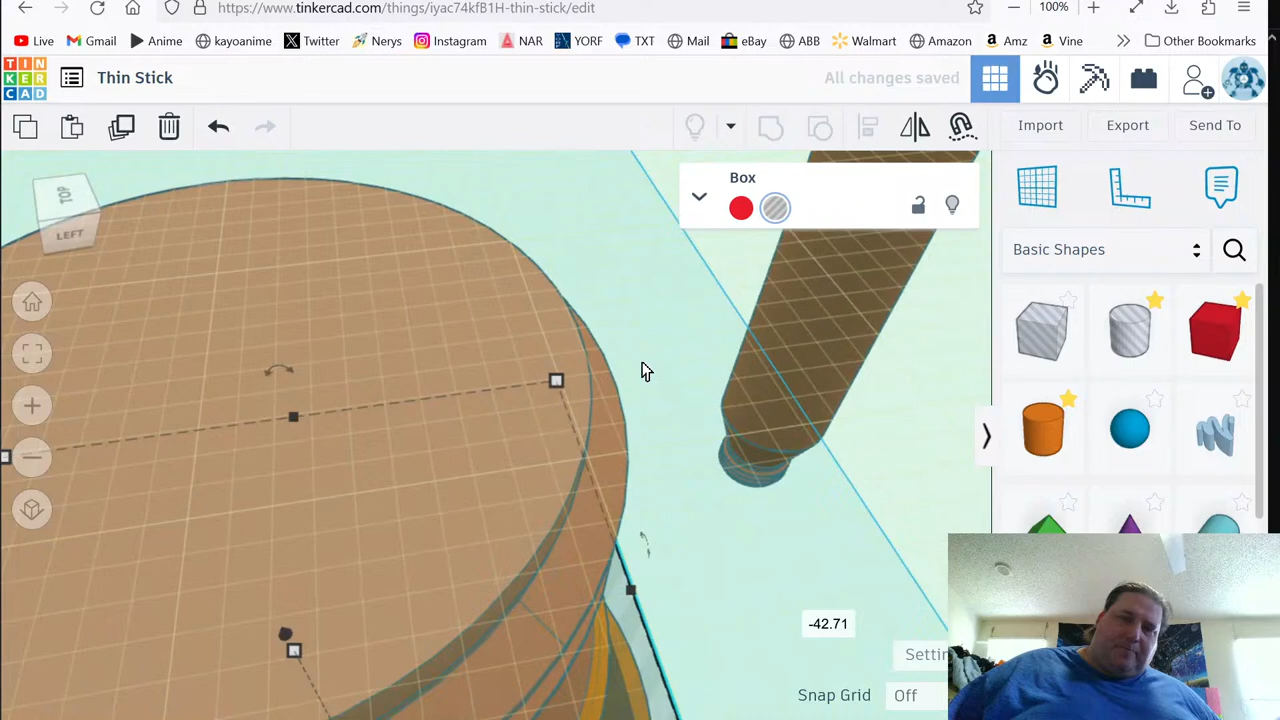 https://www.tinkercad.com/things/iyac74kfB1H-thin-stick/edit
100%
Live Gmail Anime kayoanime Twitter Nerys Instagram NAR YORF TXT Mail eBay ABB Walmart Amazon Amz Vine Other Bookmarks
TIN
KER
CAD
Thin Stick
All changes saved
Import
Export
Send To
TOP
LEFT
Box
Basic Shapes
-42.71
Settin
Snap Grid Off